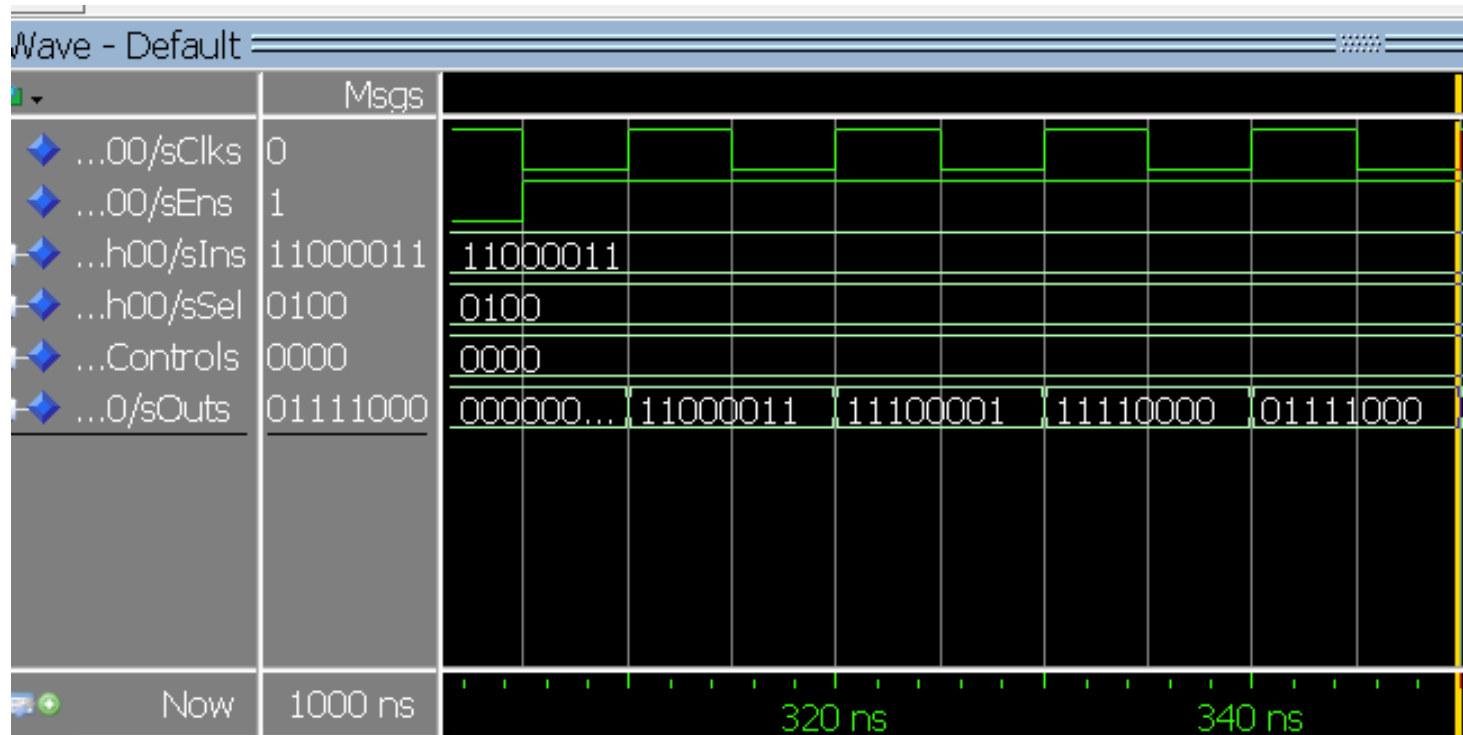 Wave - Default
Msgs
...00/sClks 0
...00/sEns 1
...h00/sIns 11000011 11000011
...h00/sSel 0100 0100
...Controls 0000 0000
...0/sOuts 01111000 000000... 11000011 11100001 11110000 01111000
Now 1000 ns 320 ns 340 ns